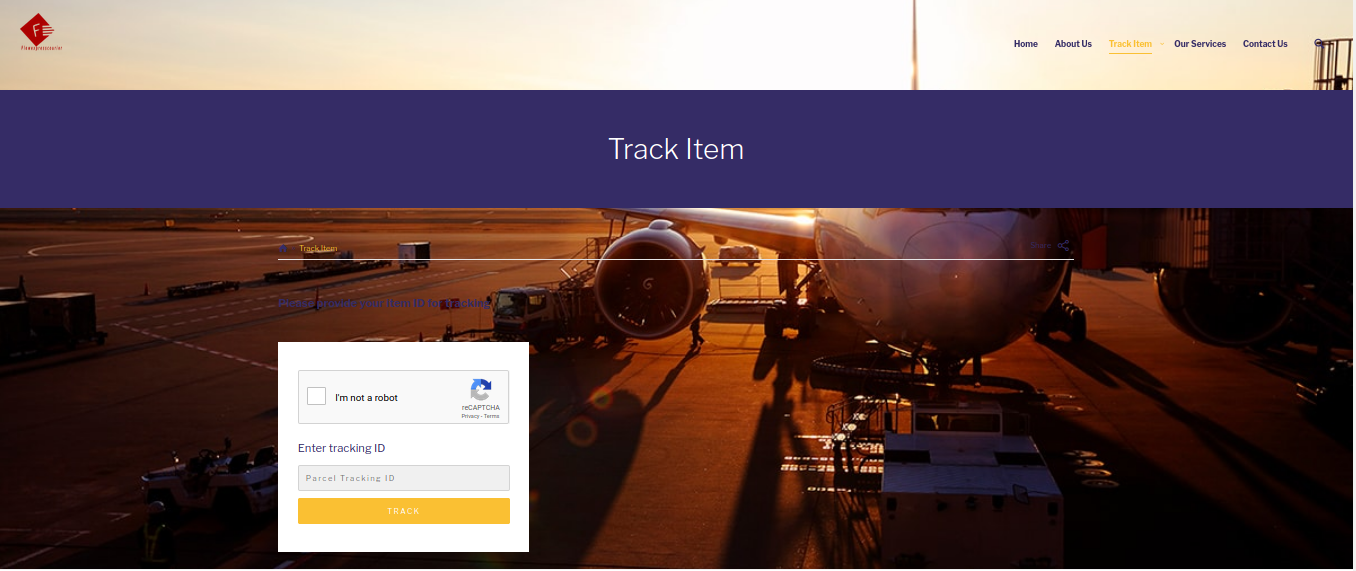 F
Flexexpresscourier
Home About Us Track Item Our Services Contact Us
Track Item
Track Item Share
Please provide your item ID for tracking
I'm not a robot
reCAPTCHA
Privacy - Terms
Enter tracking ID
Parcel Tracking ID
TRACK